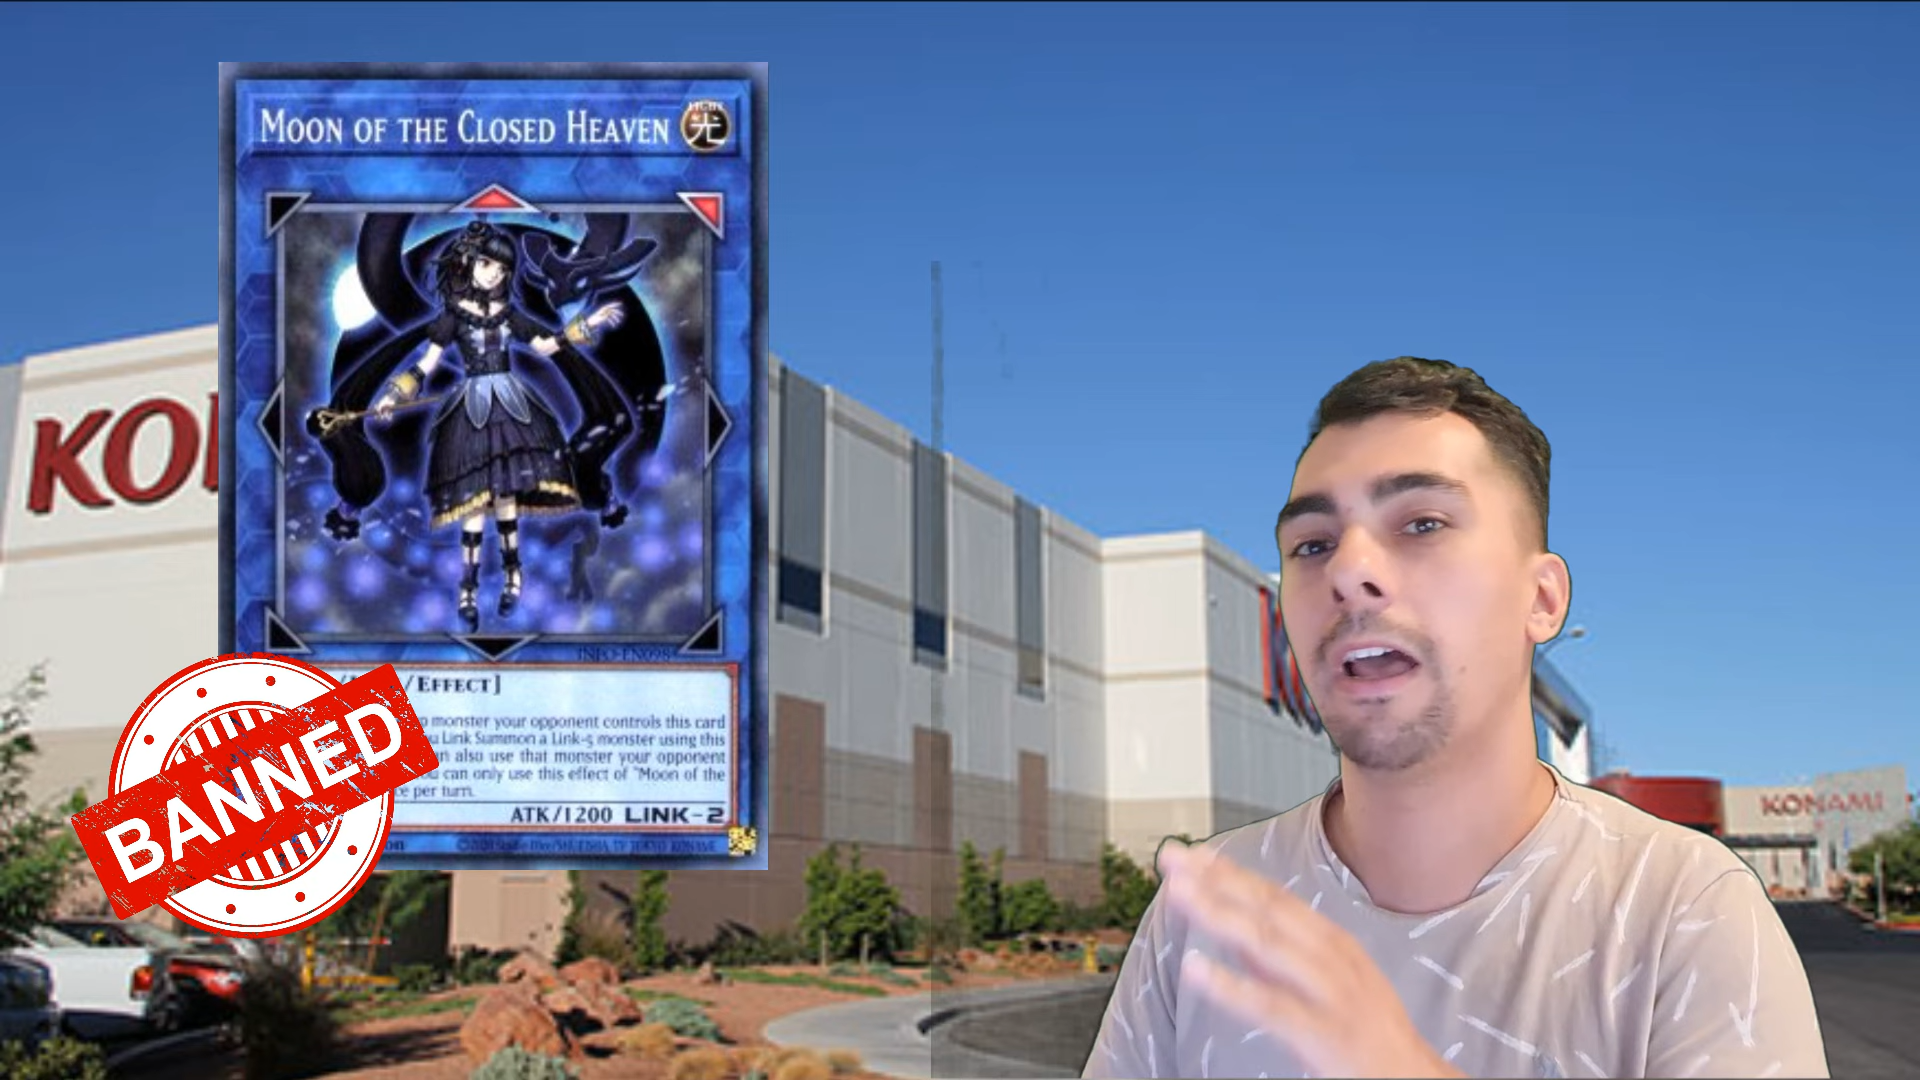 MOON OF THE CLOSED HEAVEN
LIGHT
光
KO
INFO-EN098
/EFFECT]
monster your opponent controls this card
Link Summon a Link-5 monster using this
also use that monster your opponent
can only use this effect of "Moon of the
per turn.
ATK/1200 LINK-2
BANNED
KONAMI